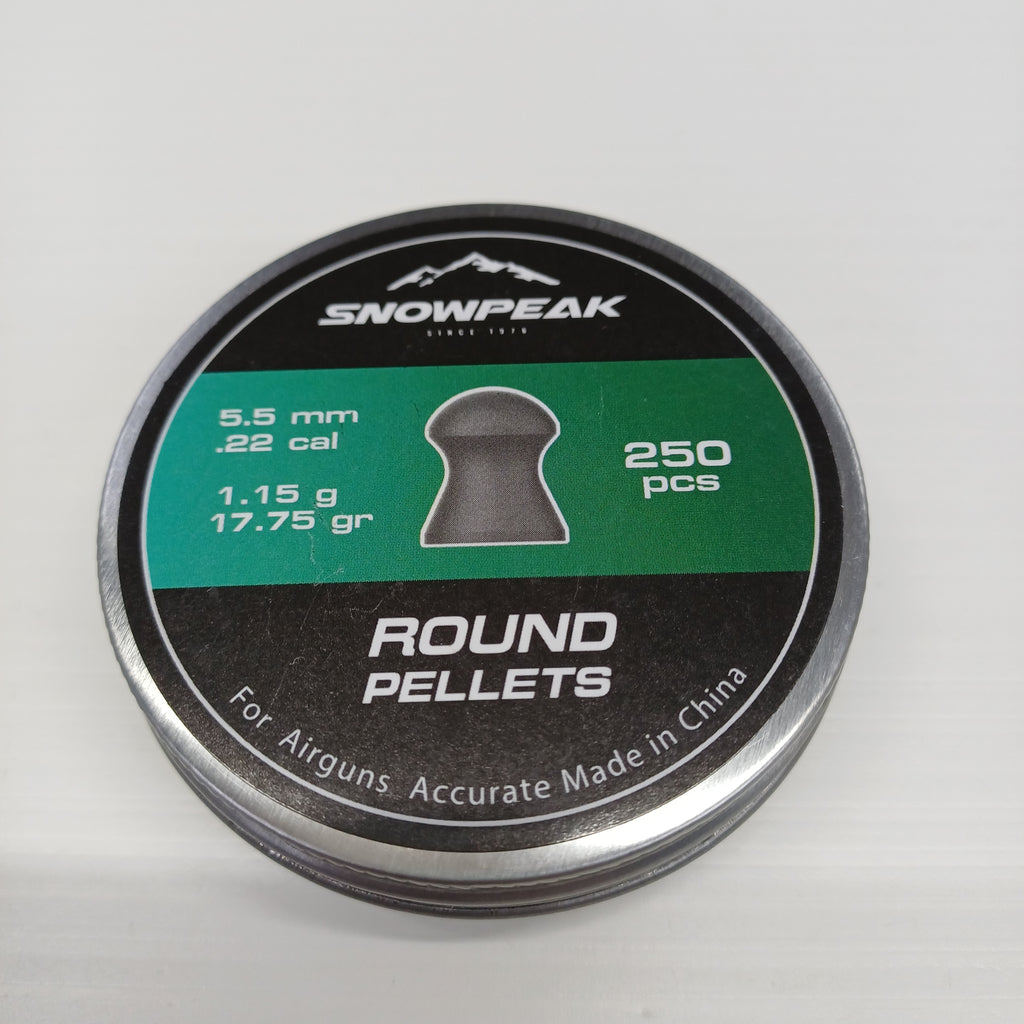 SNOWPEAK
SINCE 1976
5.5 mm
.22 cal
1.15 g
17.75 gr
250
pcs
ROUND
PELLETS
For Airguns Accurate Made in China